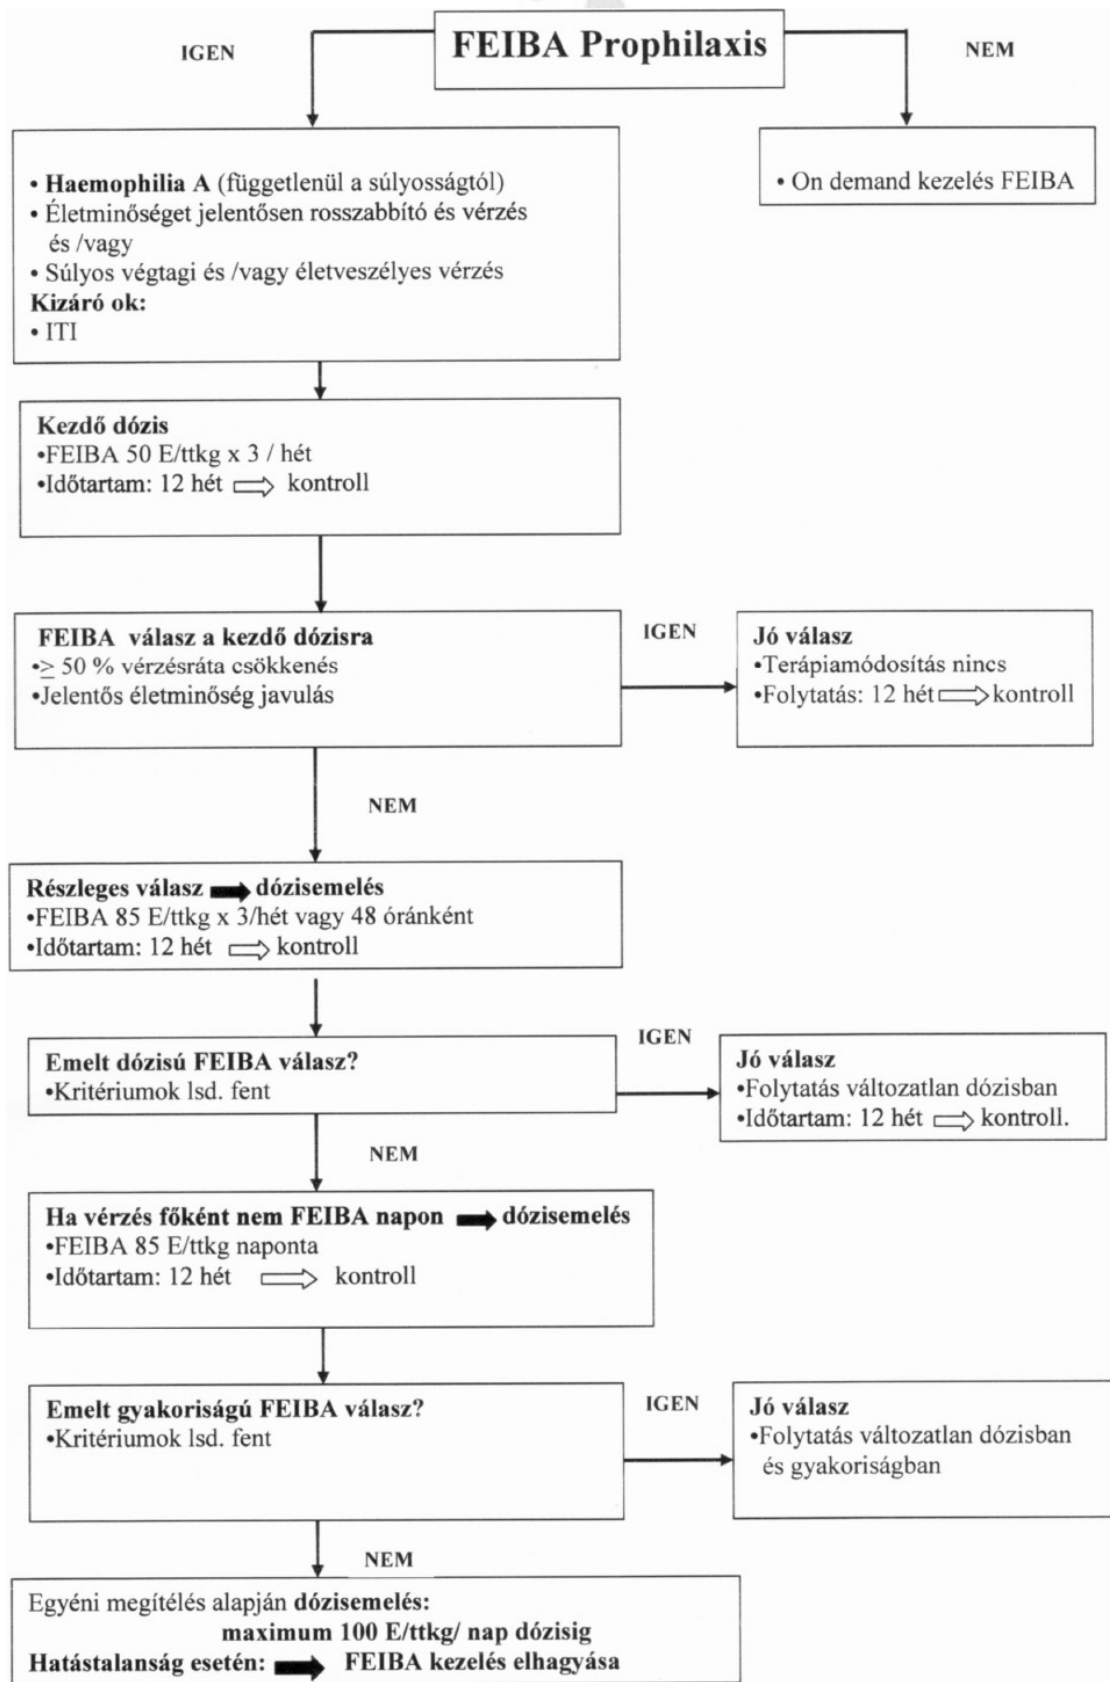 FEIBA Prophilaxis
IGEN
NEM
• Haemophilia A (függetlenül a súlyosságtól)
• Életminőséget jelentősen rosszabbító és vérzés
és /vagy
• Súlyos végtagi és /vagy életveszélyes vérzés
Kizáró ok:
• ITI
• On demand kezelés FEIBA
Kezdő dózis
•FEIBA 50 E/ttkg x 3 / hét
•Időtartam: 12 hét ⇨ kontroll
FEIBA válasz a kezdő dózisra
•≥ 50 % vérzésráta csökkenés
•Jelentős életminőség javulás
IGEN
Jó válasz
•Terápiamódosítás nincs
•Folytatás: 12 hét ⇨ kontroll
NEM
Részleges válasz ➡ dózisemelés
•FEIBA 85 E/ttkg x 3/hét vagy 48 óránként
•Időtartam: 12 hét ⇨ kontroll
Emelt dózisú FEIBA válasz?
•Kritériumok lsd. fent
IGEN
Jó válasz
•Folytatás változatlan dózisban
•Időtartam: 12 hét ⇨ kontroll.
NEM
Ha vérzés főként nem FEIBA napon ➡ dózisemelés
•FEIBA 85 E/ttkg naponta
•Időtartam: 12 hét ⇨ kontroll
Emelt gyakoriságú FEIBA válasz?
•Kritériumok lsd. fent
IGEN
Jó válasz
•Folytatás változatlan dózisban
és gyakoriságban
NEM
Egyéni megítélés alapján dózisemelés:
maximum 100 E/ttkg/ nap dózisig
Hatástalanság esetén: ➡ FEIBA kezelés elhagyása